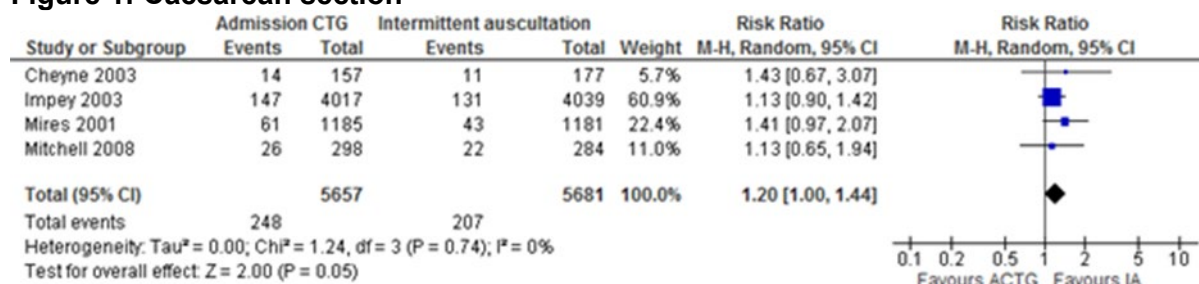 Figure 1. Caesarean section
Admission CTG Intermittent auscultation Risk Ratio Risk Ratio
Study or Subgroup Events Total Events Total Weight M-H, Random, 95% CI M-H, Random, 95% CI
Cheyne 2003 14 157 11 177 5.7% 1.43 [0.67, 3.07]
Impey 2003 147 4017 131 4039 60.9% 1.13 [0.90, 1.42]
Mires 2001 61 1185 43 1181 22.4% 1.41 [0.97, 2.07]
Mitchell 2008 26 298 22 284 11.0% 1.13 [0.65, 1.94]
Total (95% CI) 5657 5681 100.0% 1.20 [1.00, 1.44]
Total events 248 207
Heterogeneity: Tau² = 0.00; Chi² = 1.24, df = 3 (P = 0.74); I² = 0%
Test for overall effect: Z = 2.00 (P = 0.05)
0.1 0.2 0.5 1 2 5 10
Favours ACTG Favours IA